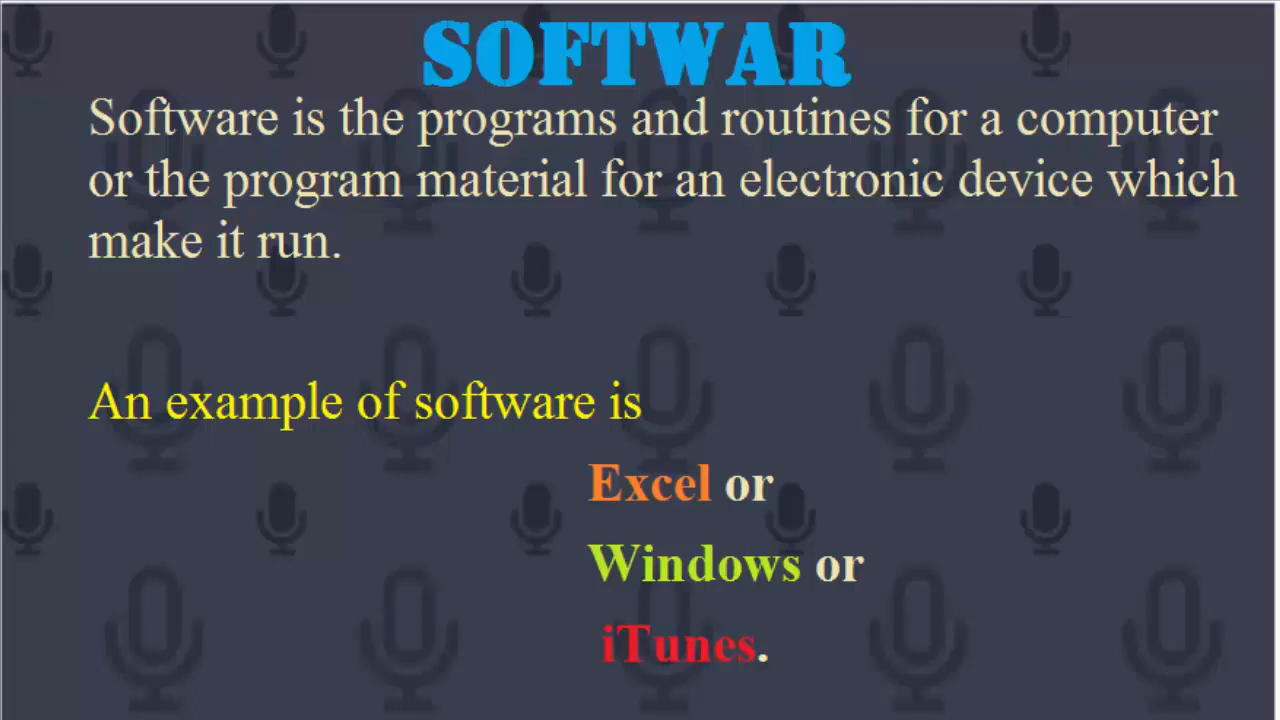 SOFTWAR
Software is the programs and routines for a computer
or the program material for an electronic device which
make it run.
An example of software is
Excel or
Windows or
iTunes.